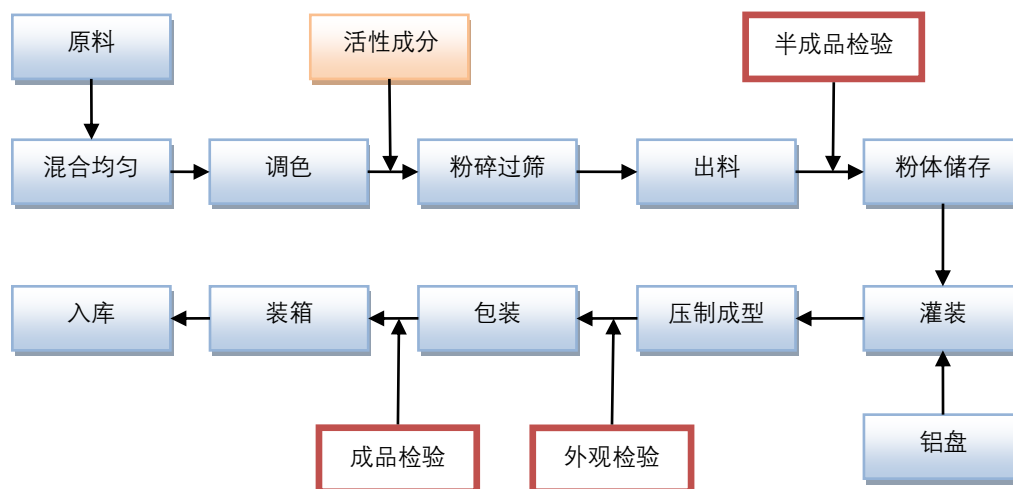 原料
活性成分
半成品检验
混合均匀
调色
粉碎过筛
出料
粉体储存
入库
装箱
包装
压制成型
灌装
成品检验
外观检验
铝盘